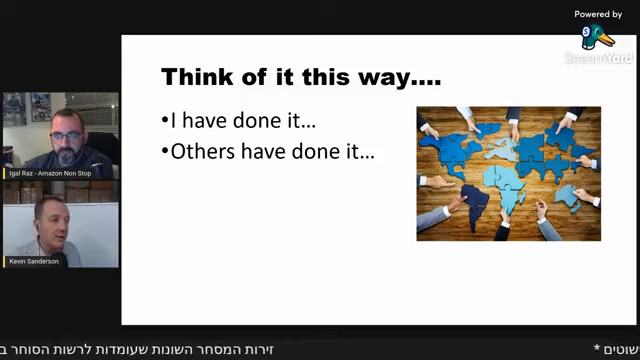 Powered by
StreamYard
Think of it this way....
•I have done it...
•Others have done it...
Igal Raz - Amazon Non Stop
Kevin Sanderson
זירות המסחר השונות שעומדות לרשות הסוחר ב
* שוטים